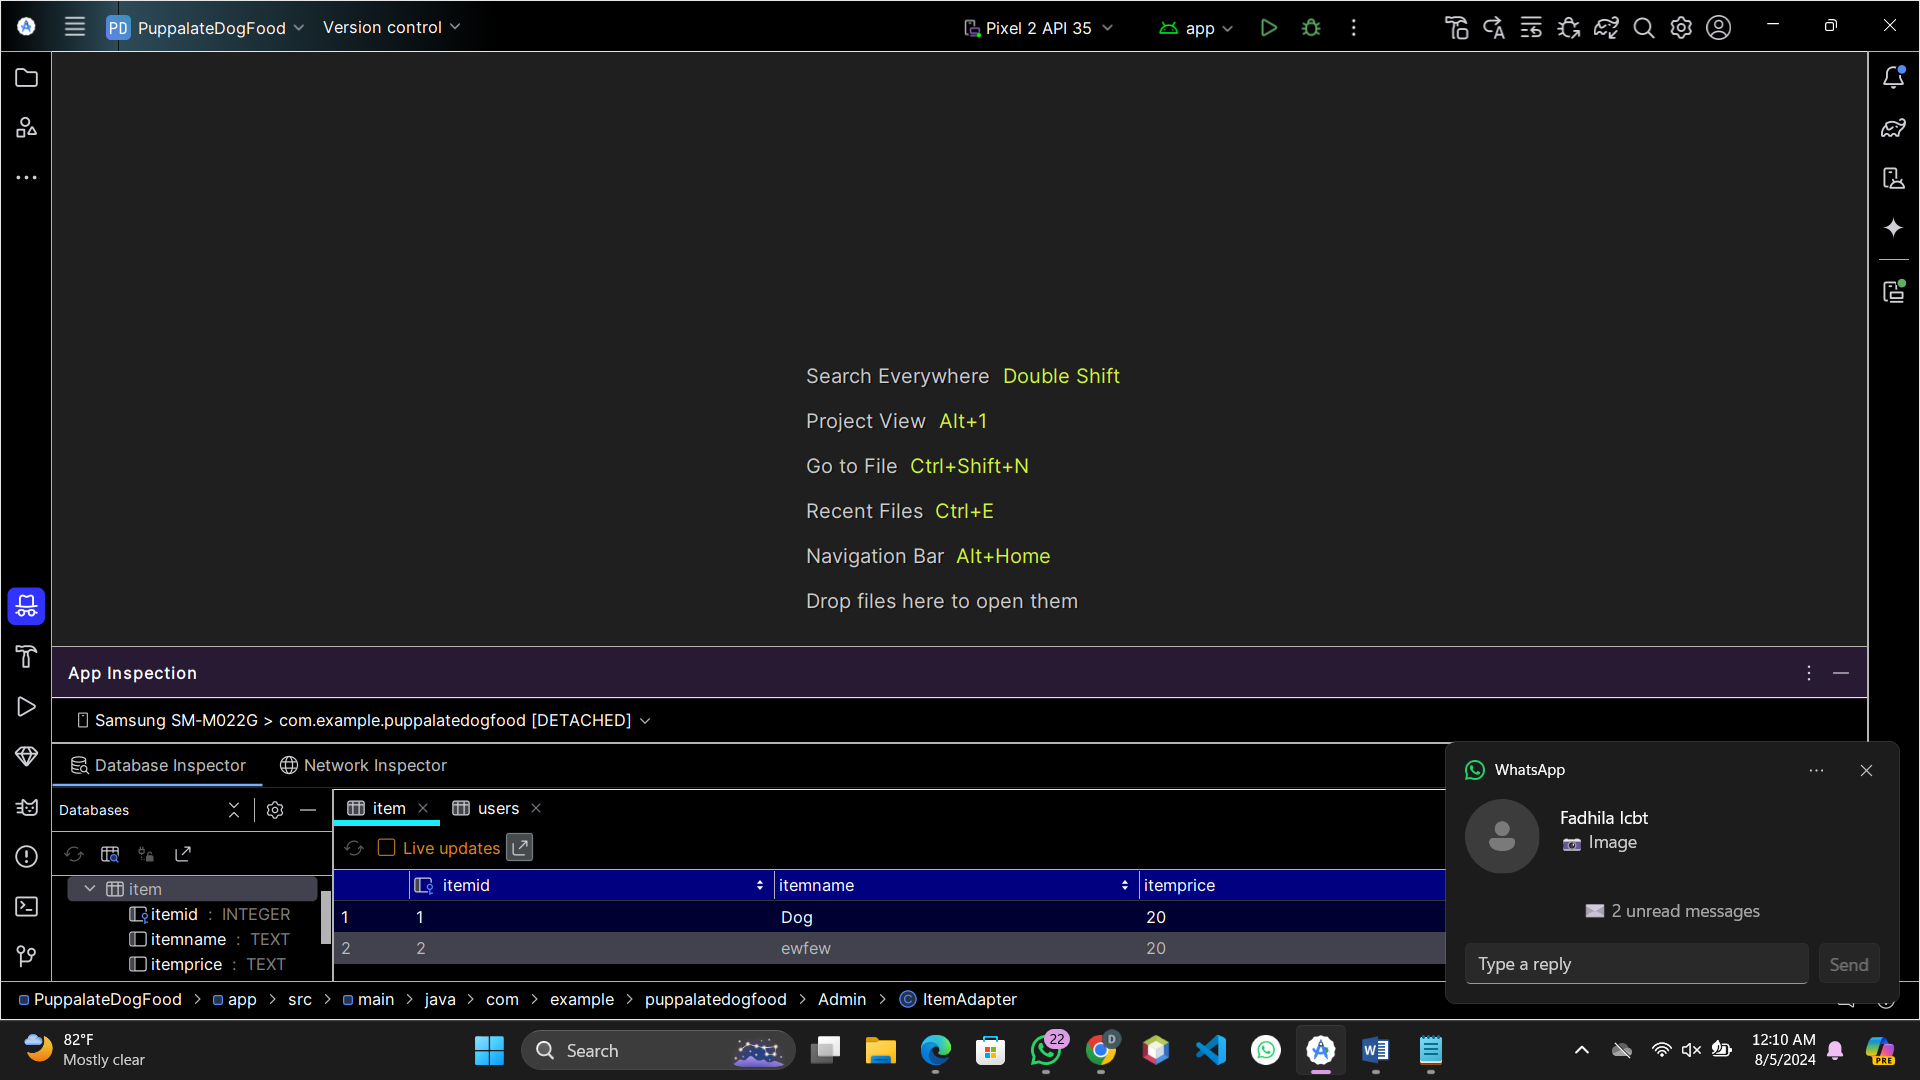 PD PuppalateDogFood Version control Pixel 2 API 35 app
Search Everywhere Double Shift
Project View Alt+1
Go to File Ctrl+Shift+N
Recent Files Ctrl+E
Navigation Bar Alt+Home
Drop files here to open them
App Inspection
Samsung SM-M022G > com.example.puppalatedogfood [DETACHED]
Database Inspector Network Inspector
Databases
item users
Live updates
item
itemid : INTEGER
itemname : TEXT
itemprice : TEXT
itemid itemname itemprice
1 1 Dog 20
2 2 ewfew 20
WhatsApp
Fadhila Icbt
Image
2 unread messages
Type a reply Send
PuppalateDogFood > app > src > main > java > com > example > puppalatedogfood > Admin > C ItemAdapter
82°F
Mostly clear
Search
22
D
12:10 AM
8/5/2024
PRE